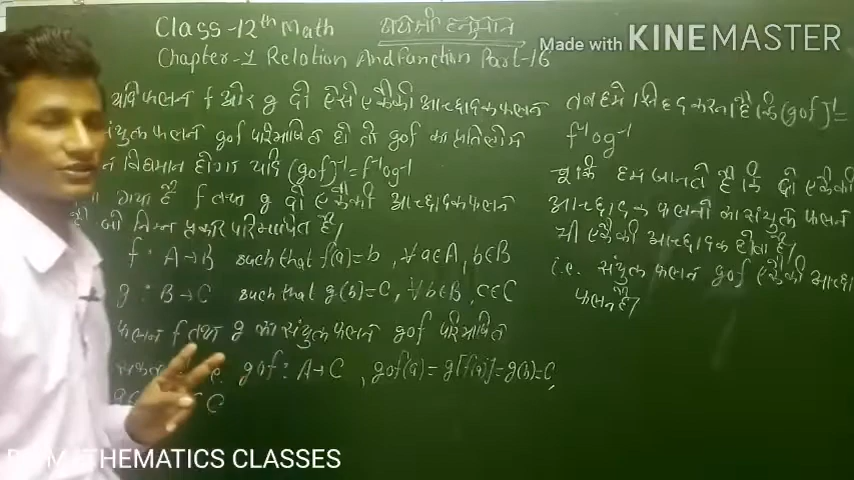 Class-12th Math
जय श्री हनुमान
Chapter-1 Relation And Function Part-16
Made with KINEMASTER
यदि फलन f और g दो ऐसे एकैकी आच्छादक फलन
संयुक्त फलन gof परिभाषित हो तो gof का प्रतिलोम
विद्यमान होगा यदि (gof)⁻¹ = f⁻¹og⁻¹
गया है f तथा g दो एकैकी आच्छादक फलन
है जो निम्न प्रकार परिभाषित है/
f : A→B such that f(a)=b , ∀a∈A, b∈B
g : B→C such that g(b)=C, ∀b∈B, c∈C
फलन f तथा g का संयुक्त फलन gof परिभाषित
gof : A→C , gof(a) = g[f(a)] = g(b)=C,
C
तब हमे सिद्ध करना है कि (gof)⁻¹=
f⁻¹og⁻¹
चूंकि हम जानते है कि दो एकैकी
आच्छादक फलनों का संयुक्त फलन
भी एकैकी आच्छादक होता है/
i.e. संयुक्त फलन gof एकैकी आच्छा
फलन है/
MATHEMATICS CLASSES